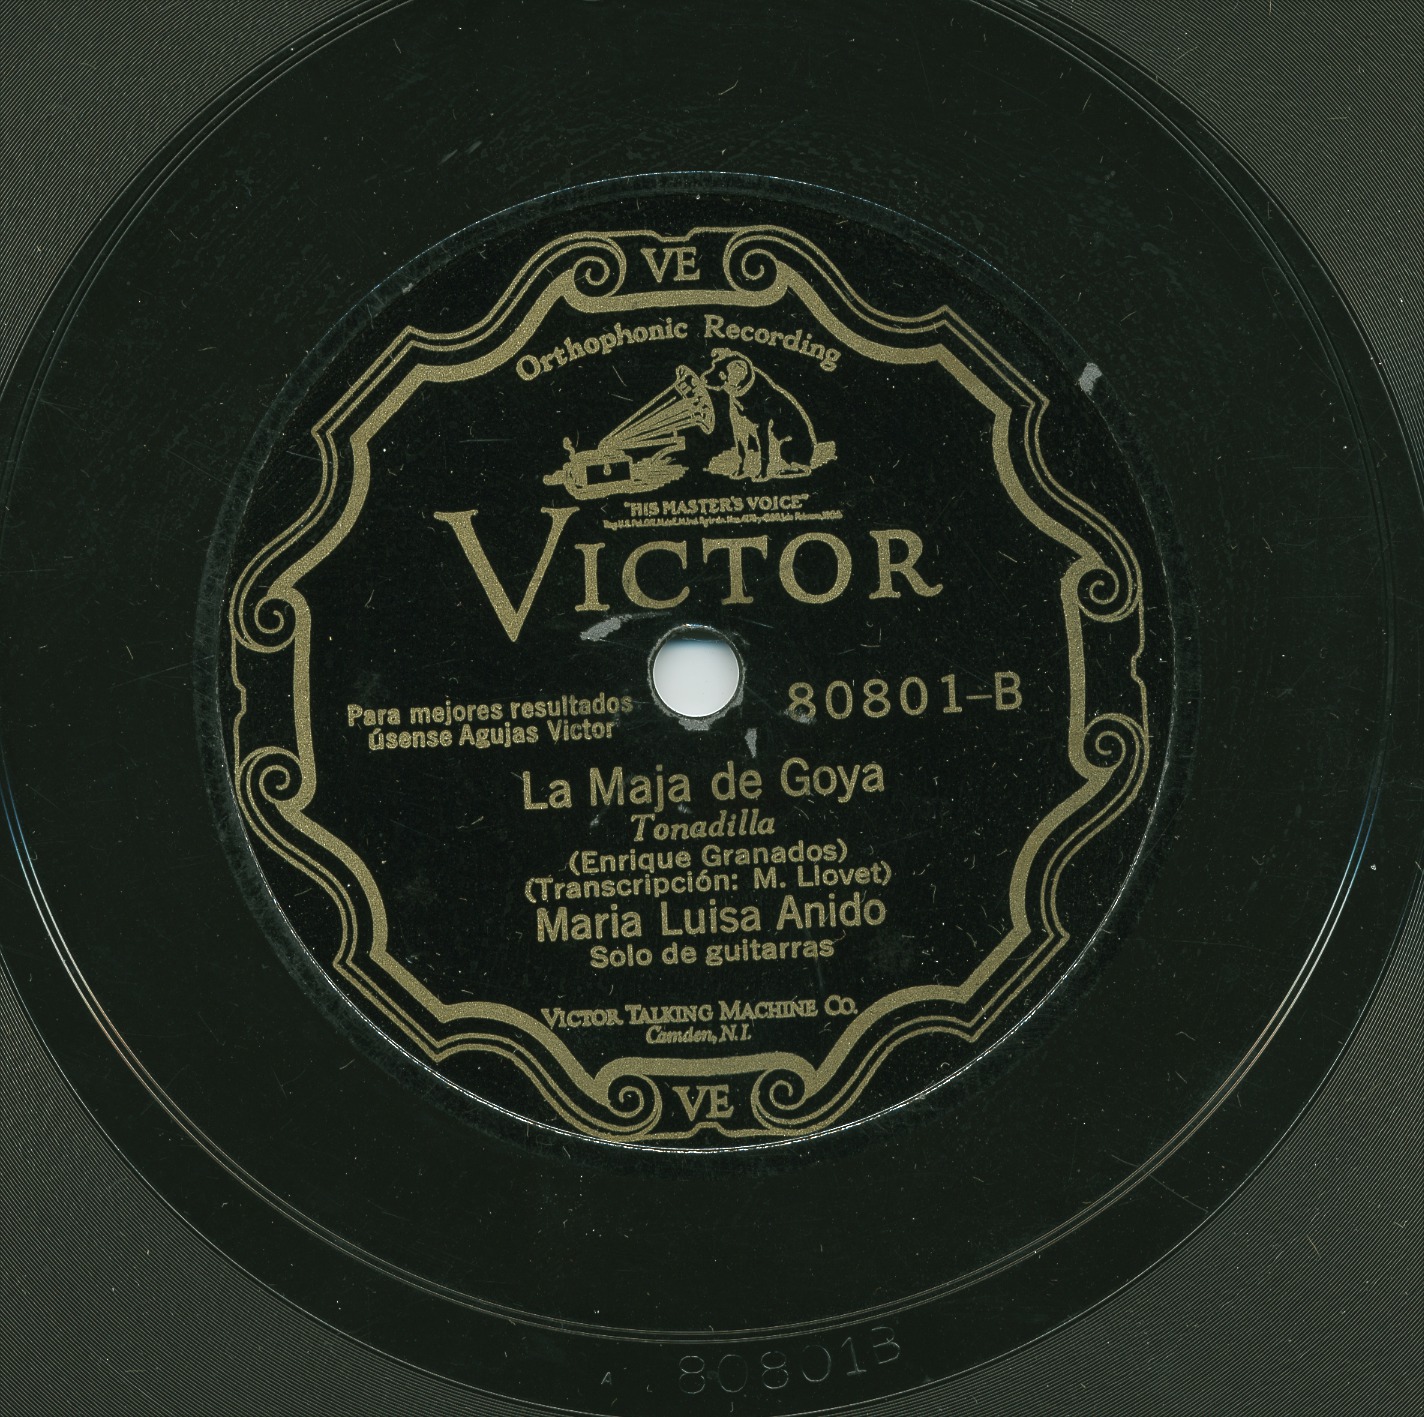 VE
Orthophonic Recording
"HIS MASTER'S VOICE"
VICTOR
80801-B
Para mejores resultados
úsense Agujas Victor
La Maja de Goya
Tonadilla
(Enrique Granados)
(Transcripción: M. Llovet)
Maria Luisa Anido
Solo de guitarras
VICTOR TALKING MACHINE CO.
Camden, N.J.
VE
80801B